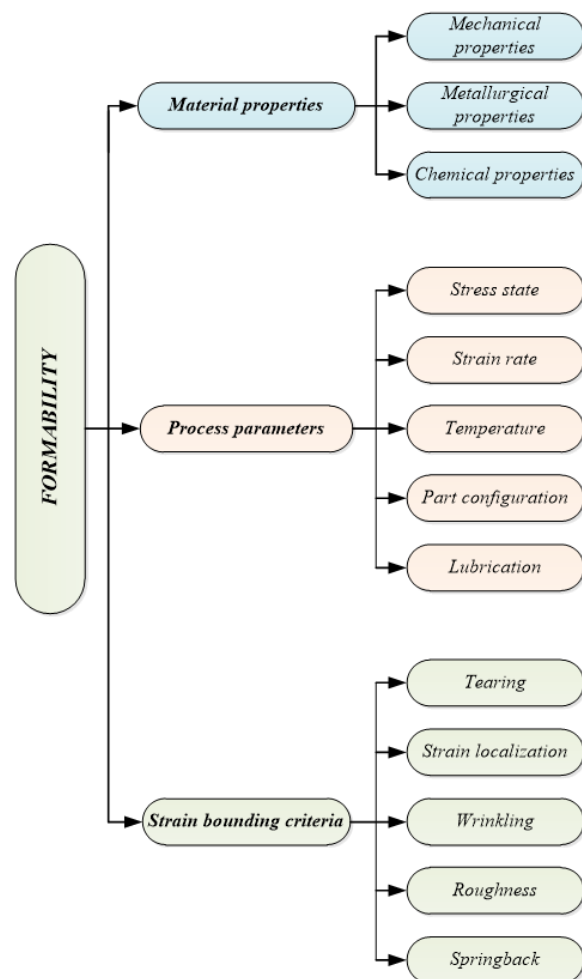 FORMABILITY
Material properties
Mechanical
properties
Metallurgical
properties
Chemical properties
Process parameters
Stress state
Strain rate
Temperature
Part configuration
Lubrication
Strain bounding criteria
Tearing
Strain localization
Wrinkling
Roughness
Springback